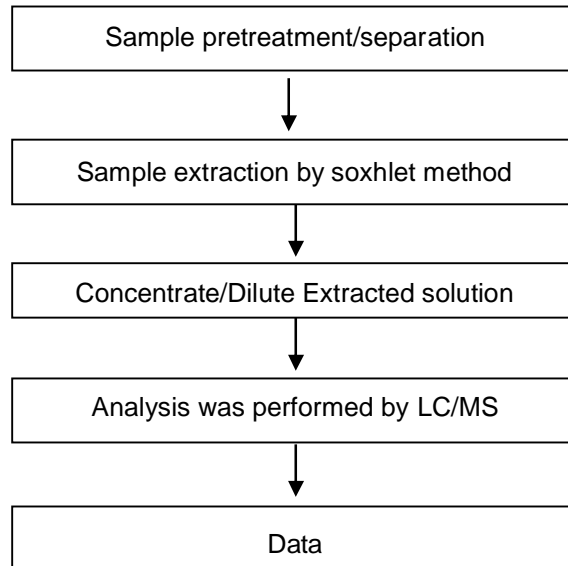 Sample pretreatment/separation
Sample extraction by soxhlet method
Concentrate/Dilute Extracted solution
Analysis was performed by LC/MS
Data